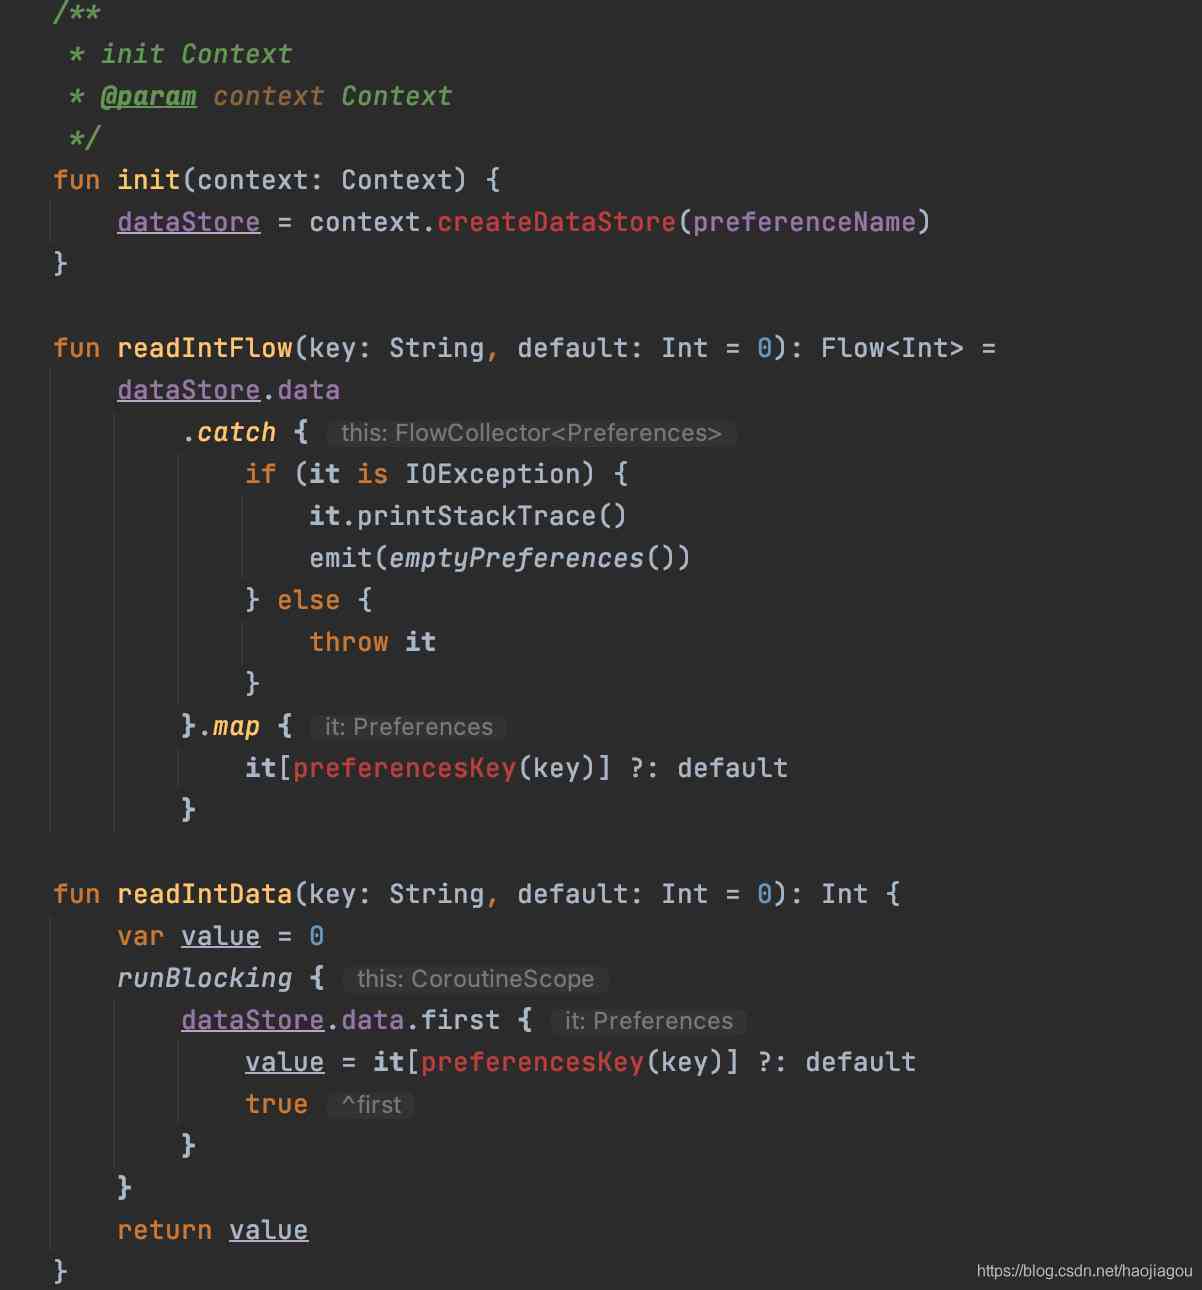 /**
 * init Context
 * @param context Context
 */
fun init(context: Context) {
    dataStore = context.createDataStore(preferenceName)
}

fun readIntFlow(key: String, default: Int = 0): Flow<Int> =
    dataStore.data
        .catch { this: FlowCollector<Preferences>
            if (it is IOException) {
                it.printStackTrace()
                emit(emptyPreferences())
            } else {
                throw it
            }
        }.map { it: Preferences
            it[preferencesKey(key)] ?: default
        }

fun readIntData(key: String, default: Int = 0): Int {
    var value = 0
    runBlocking { this: CoroutineScope
        dataStore.data.first { it: Preferences
            value = it[preferencesKey(key)] ?: default
            true ^first
        }
    }
    return value
}
https://blog.csdn.net/haojiagou